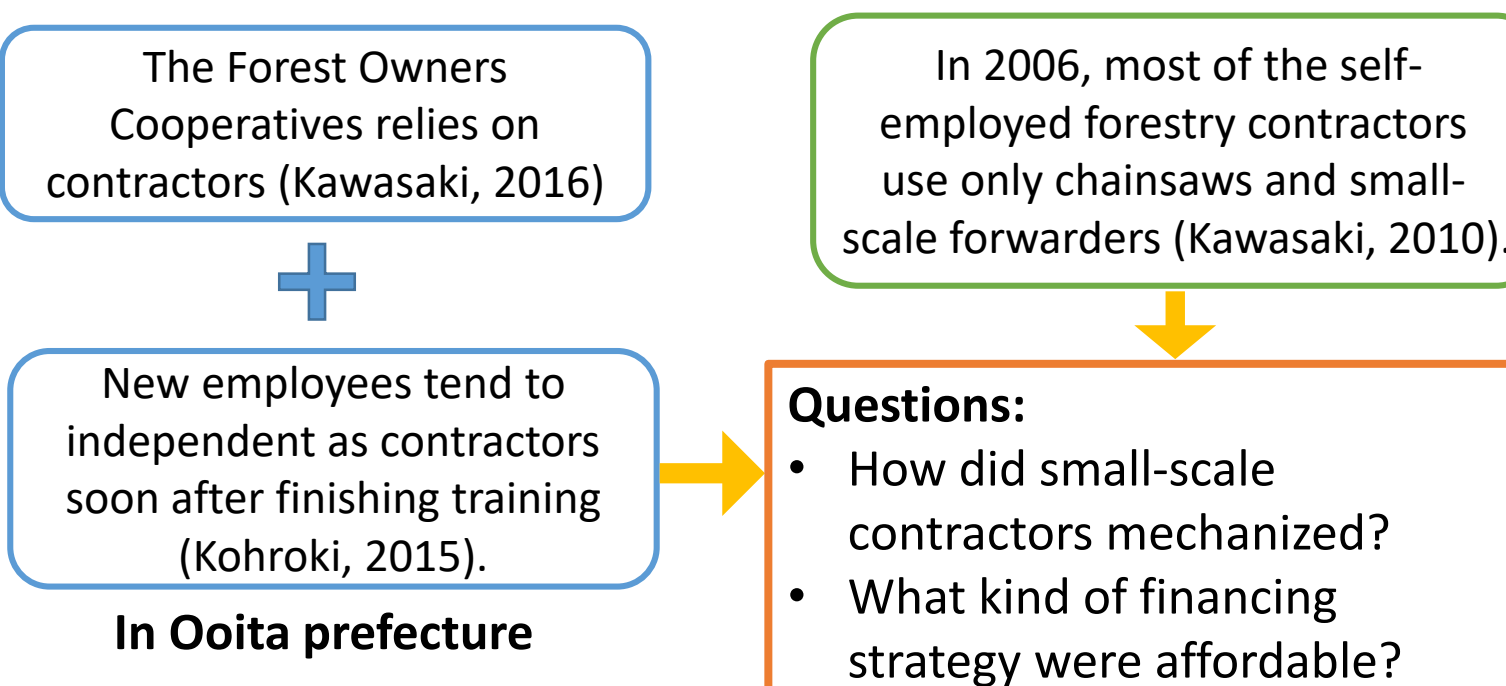 The Forest Owners
Cooperatives relies on
contractors (Kawasaki, 2016)
New employees tend to
independent as contractors
soon after finishing training
(Kohroki, 2015).
In Ooita prefecture
In 2006, most of the self-
employed forestry contractors
use only chainsaws and small-
scale forwarders (Kawasaki, 2010).
Questions:
• How did small-scale
contractors mechanized?
• What kind of financing
strategy were affordable?